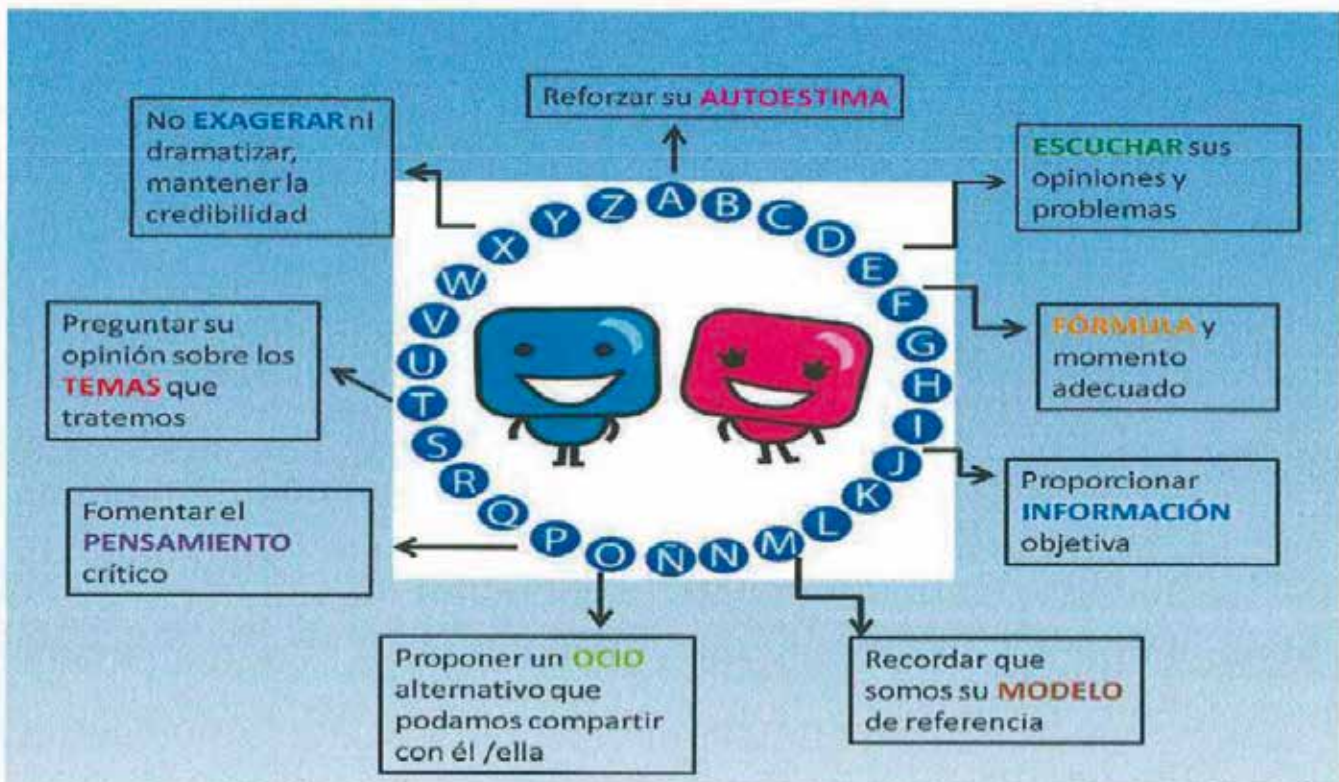 Reforzar su AUTOESTIMA
No EXAGERAR ni
dramatizar,
mantener la
credibilidad
ESCUCHAR sus
opiniones y
problemas
Preguntar su
opinión sobre los
TEMAS que
tratemos
FÓRMULA y
momento
adecuado
Fomentar el
PENSAMIENTO
crítico
Proporcionar
INFORMACIÓN
objetiva
Proponer un OCIO
alternativo que
podamos compartir
con él /ella
Recordar que
somos su MODELO
de referencia
A B C D E F G H I J K L M N Ñ O P Q R S T U V W X Y Z